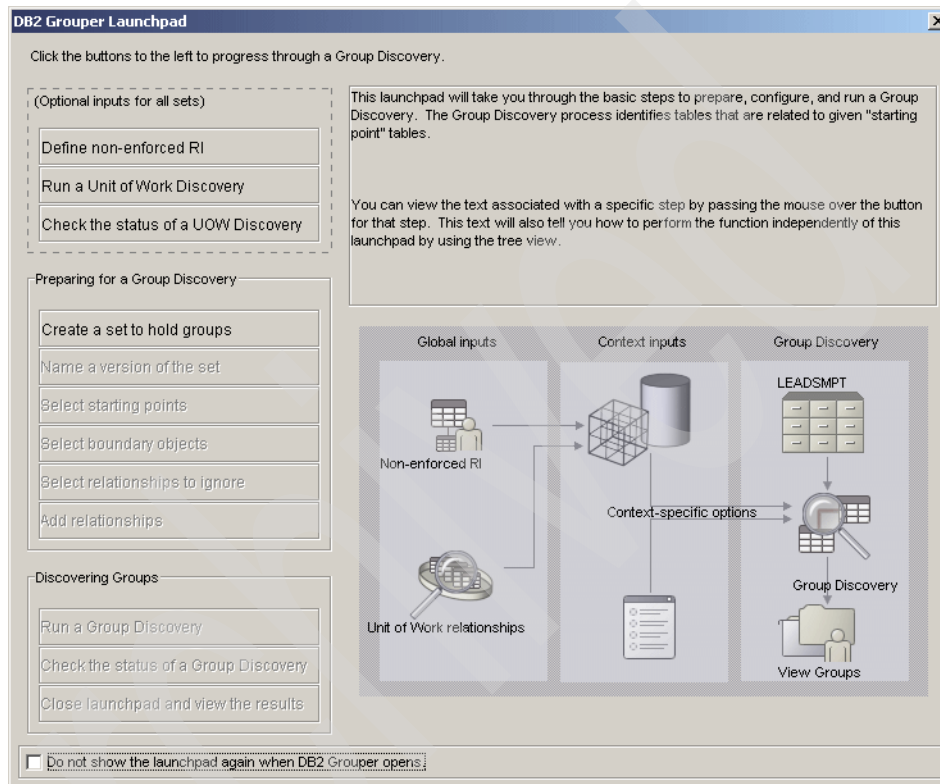 DB2 Grouper Launchpad
Click the buttons to the left to progress through a Group Discovery.
(Optional inputs for all sets)
Define non-enforced RI
Run a Unit of Work Discovery
Check the status of a UOW Discovery
Preparing for a Group Discovery
Create a set to hold groups
Name a version of the set
Select starting points
Select boundary objects
Select relationships to ignore
Add relationships
Discovering Groups
Run a Group Discovery
Check the status of a Group Discovery
Close launchpad and view the results
This launchpad will take you through the basic steps to prepare, configure, and run a Group
Discovery. The Group Discovery process identifies tables that are related to given "starting
point" tables.
You can view the text associated with a specific step by passing the mouse over the button
for that step. This text will also tell you how to perform the function independently of this
launchpad by using the tree view.
Global inputs
Context inputs
Group Discovery
LEADSMPT
Non-enforced RI
Context-specific options
Group Discovery
Unit of Work relationships
View Groups
Do not show the launchpad again when DB2 Grouper opens.